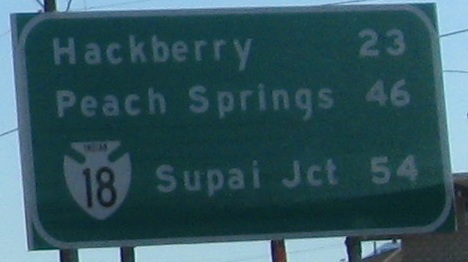 Hackberry 23
Peach Springs 46
INDIAN
18 Supai Jct 54